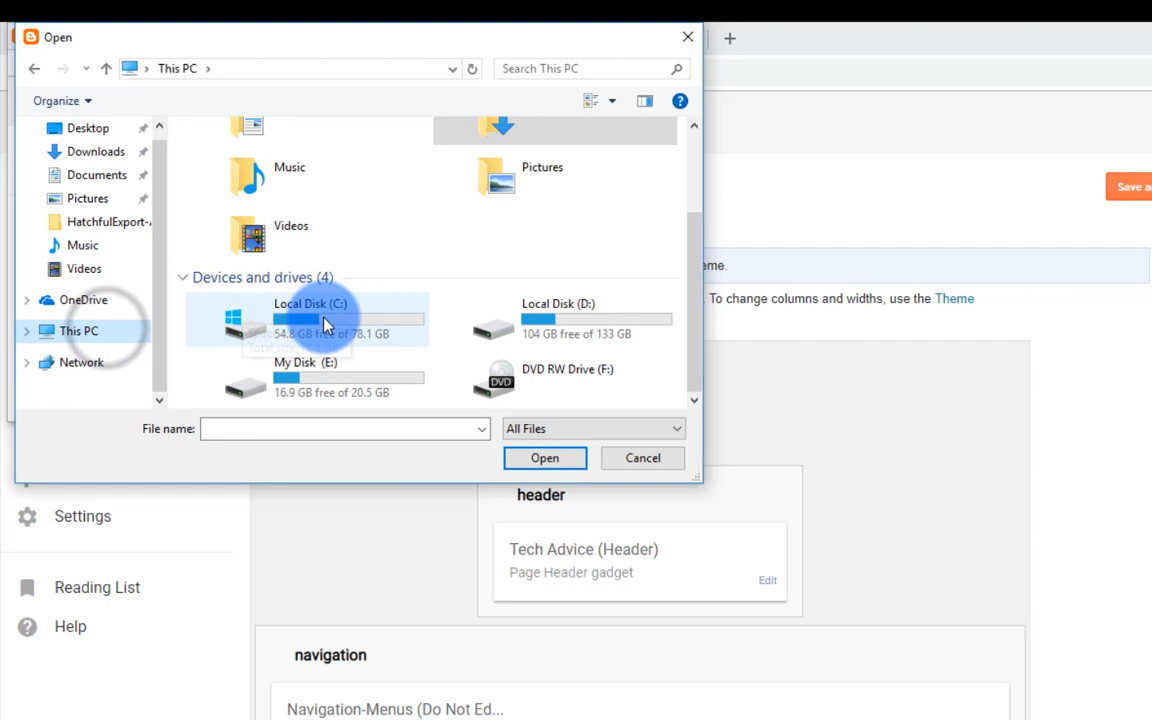 Open
This PC
Search This PC
Organize
Desktop
Downloads
Documents
Pictures
HatchfulExport-
Music
Videos
OneDrive
This PC
Network
Music
Pictures
Videos
Devices and drives (4)
Local Disk (C:)
54.8 GB free of 78.1 GB
Local Disk (D:)
104 GB free of 133 GB
My Disk (E:)
16.9 GB free of 20.5 GB
DVD RW Drive (F:)
DVD
File name:
All Files
Open
Cancel
Save a
eme.
. To change columns and widths, use the Theme
header
Tech Advice (Header)
Page Header gadget
Edit
navigation
Navigation-Menus (Do Not Ed...
Settings
Reading List
Help